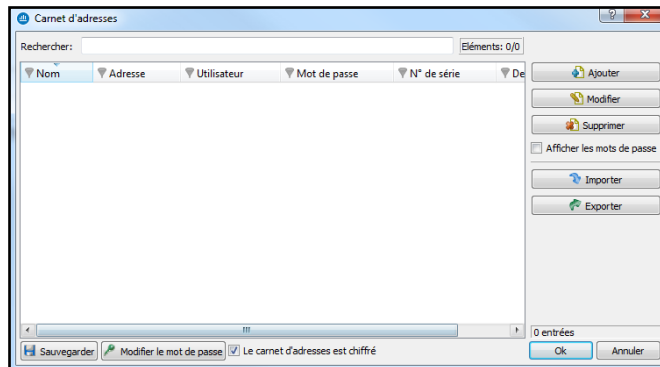 Carnet d'adresses
Rechercher: Eléments: 0/0
Nom Adresse Utilisateur Mot de passe N° de série De
Ajouter
Modifier
Supprimer
Afficher les mots de passe
Importer
Exporter
0 entrées
Sauvegarder Modifier le mot de passe Le carnet d'adresses est chiffré Ok Annuler